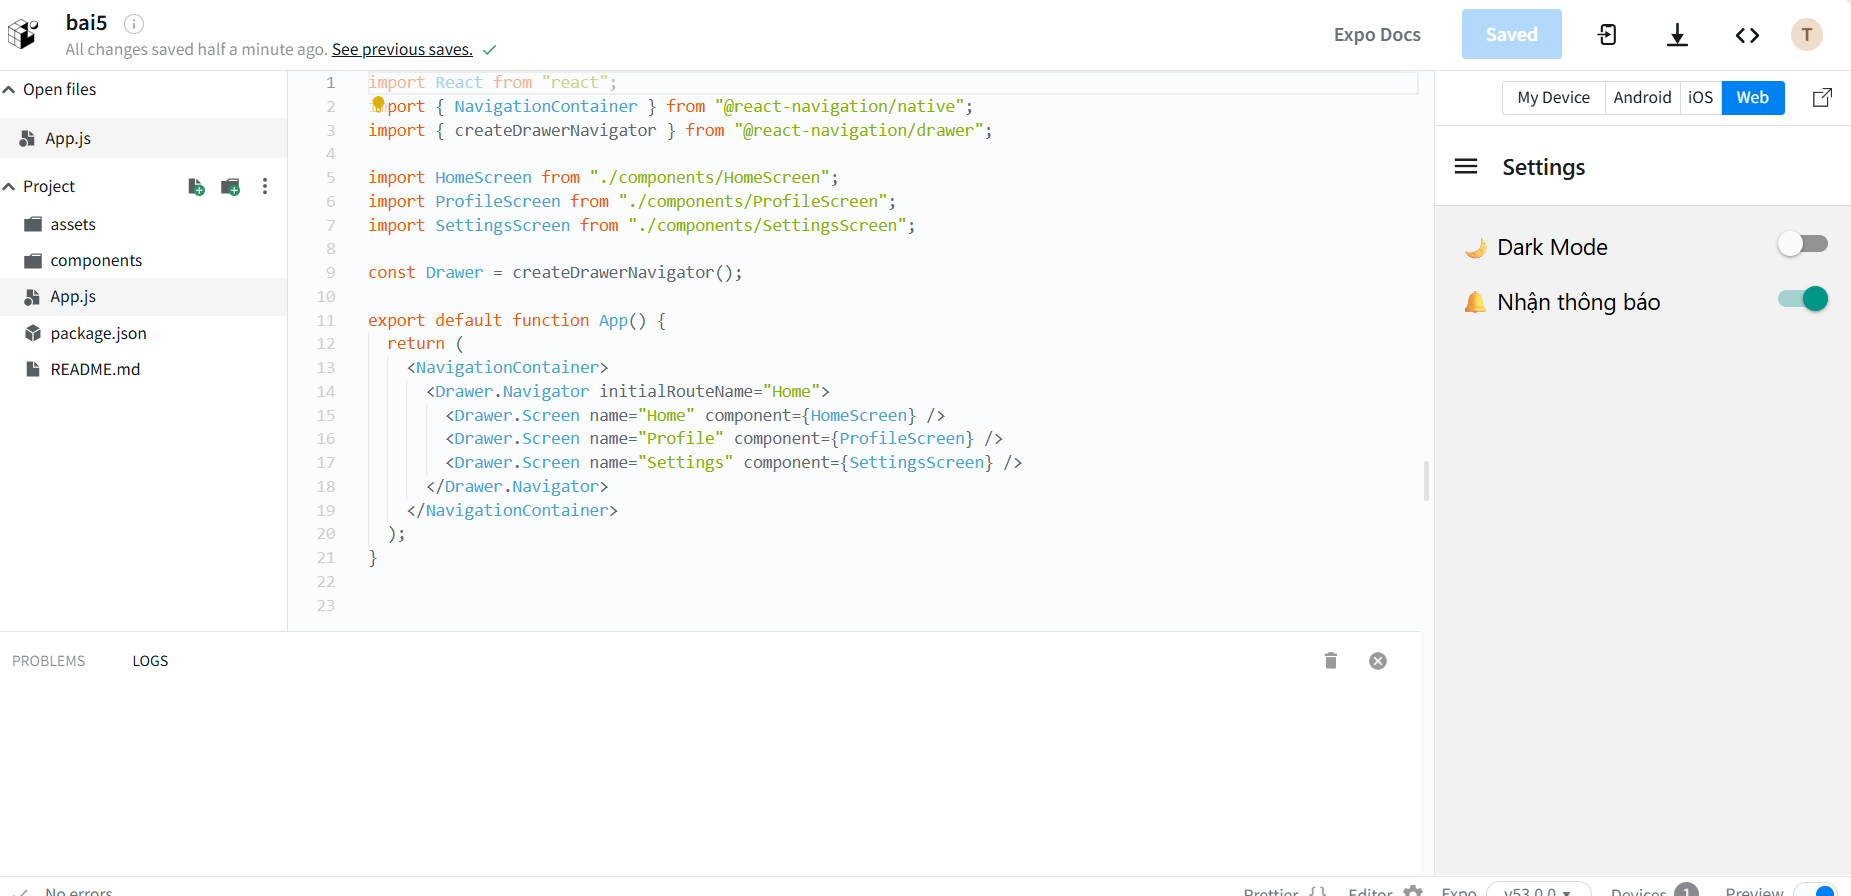 bai5
All changes saved half a minute ago. See previous saves.
Expo Docs
Saved
T
Open files
App.js
Project
assets
components
App.js
package.json
README.md
1 import React from "react";
2 import { NavigationContainer } from "@react-navigation/native";
3 import { createDrawerNavigator } from "@react-navigation/drawer";
4
5 import HomeScreen from "./components/HomeScreen";
6 import ProfileScreen from "./components/ProfileScreen";
7 import SettingsScreen from "./components/SettingsScreen";
8
9 const Drawer = createDrawerNavigator();
10
11 export default function App() {
12 return (
13 <NavigationContainer>
14 <Drawer.Navigator initialRouteName="Home">
15 <Drawer.Screen name="Home" component={HomeScreen} />
16 <Drawer.Screen name="Profile" component={ProfileScreen} />
17 <Drawer.Screen name="Settings" component={SettingsScreen} />
18 </Drawer.Navigator>
19 </NavigationContainer>
20 );
21 }
22
23
My Device Android iOS Web
Settings
🌙 Dark Mode
🔔 Nhận thông báo
PROBLEMS LOGS
No errors
Prettier {} Editor Expo v53.0.0 Devices 1 Preview